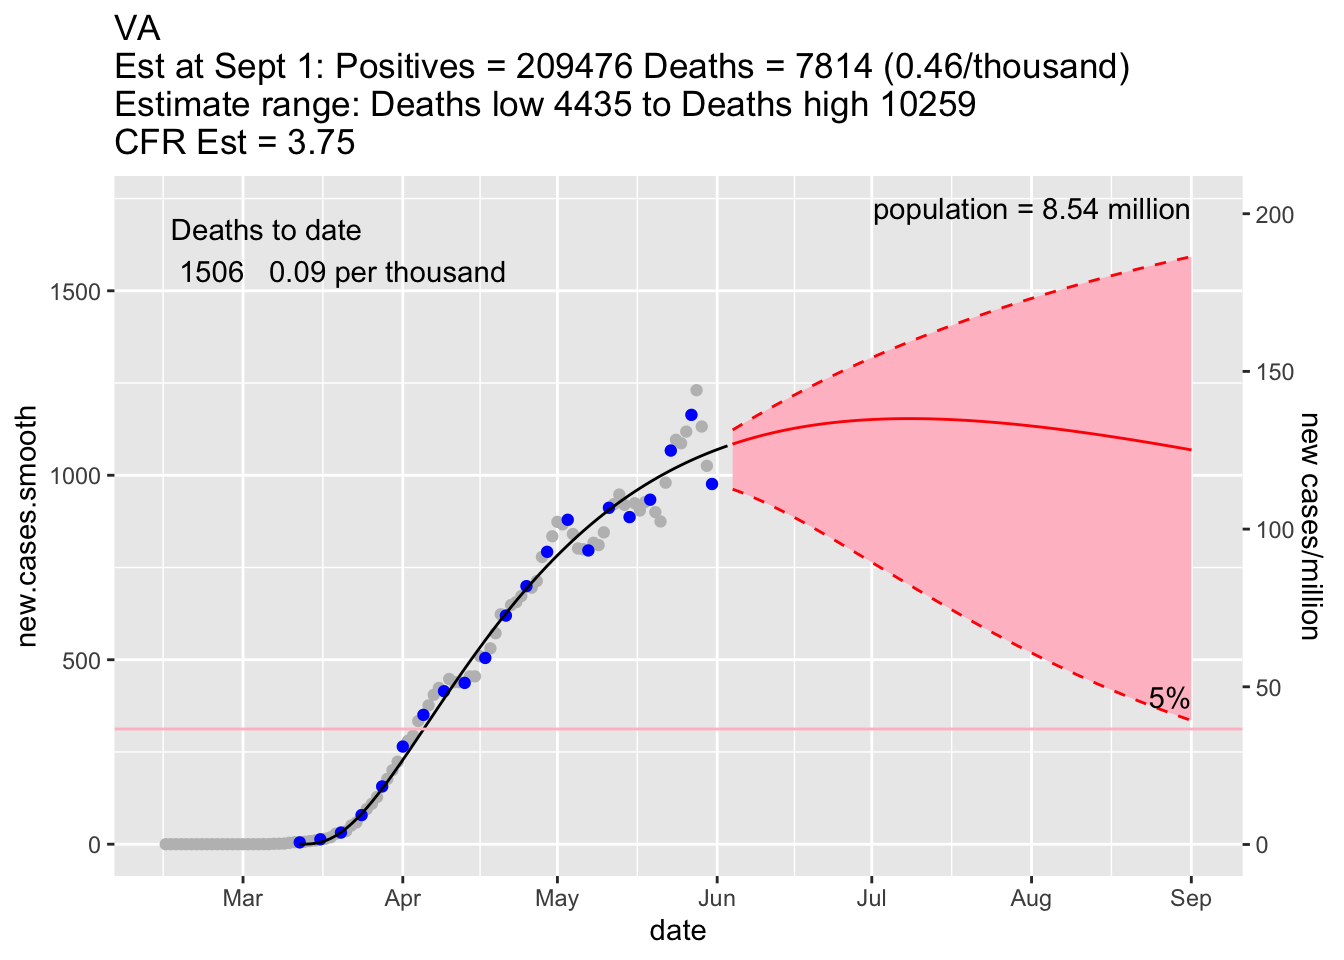 VA
Est at Sept 1: Positives = 209476 Deaths = 7814 (0.46/thousand)
Estimate range: Deaths low 4435 to Deaths high 10259
CFR Est = 3.75
population = 8.54 million
Deaths to date
1506 0.09 per thousand
5%
new.cases.smooth
1500
1000
500
0
200
150
100
50
0
new cases/million
Mar Apr May Jun Jul Aug Sep
date